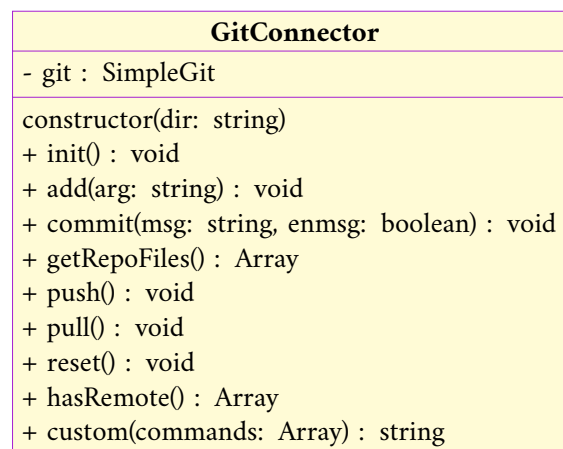 GitConnector
- git : SimpleGit
constructor(dir: string)
+ init() : void
+ add(arg: string) : void
+ commit(msg: string, enmsg: boolean) : void
+ getRepoFiles() : Array
+ push() : void
+ pull() : void
+ reset() : void
+ hasRemote() : Array
+ custom(commands: Array) : string